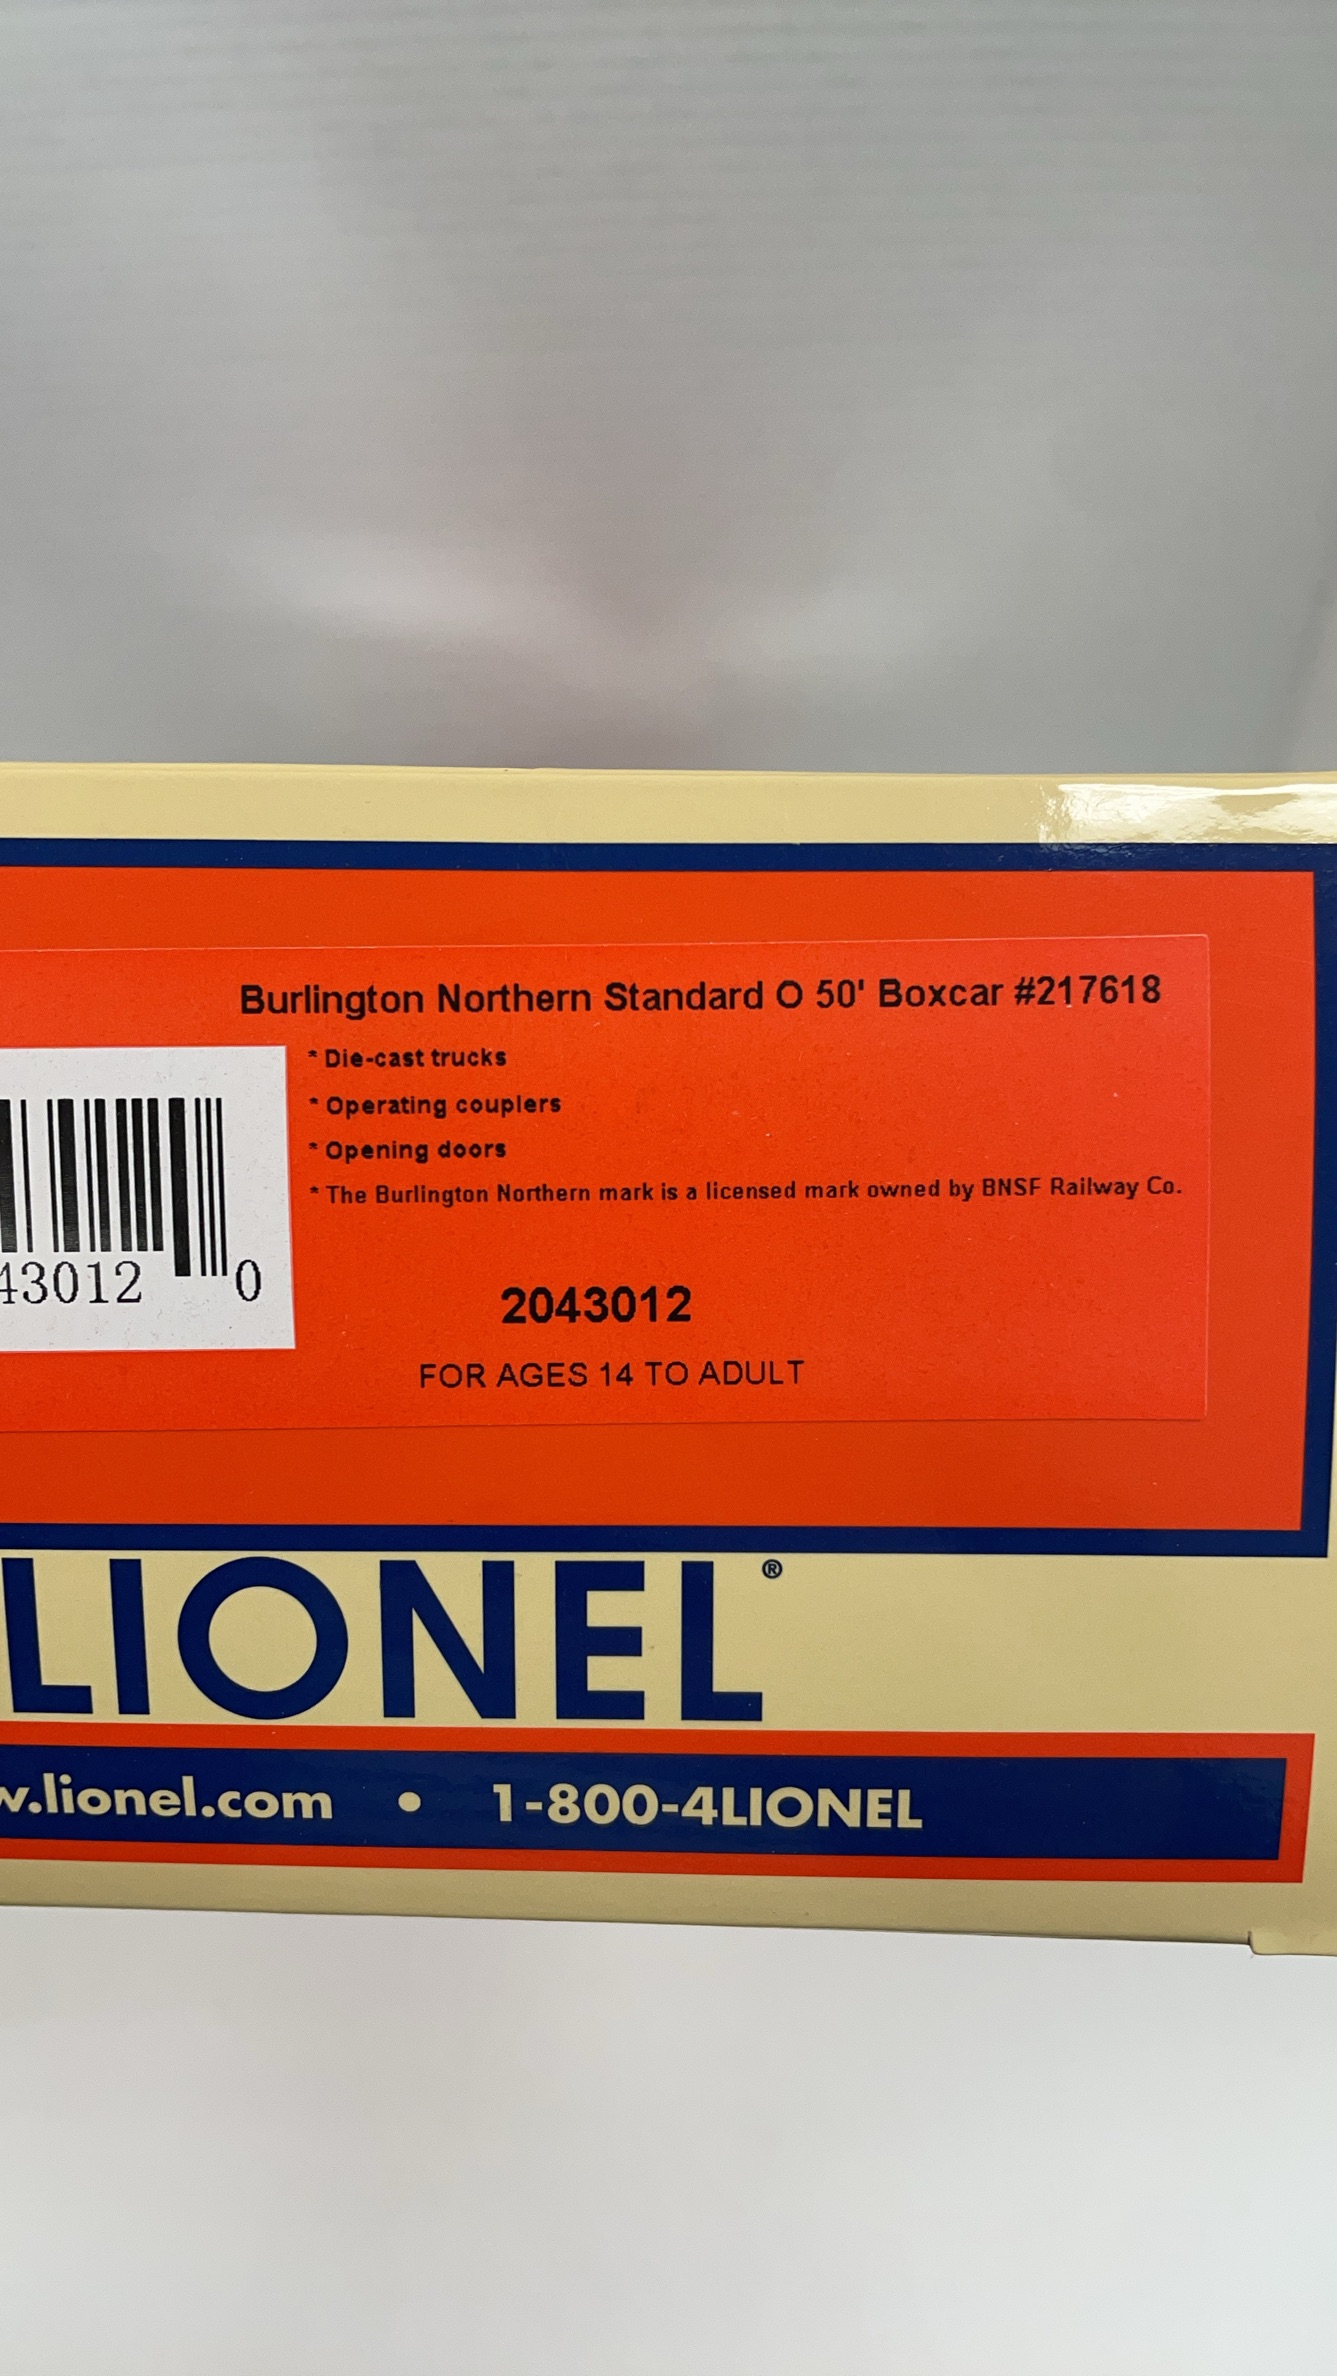 Burlington Northern Standard O 50' Boxcar #217618
* Die-cast trucks
* Operating couplers
* Opening doors
* The Burlington Northern mark is a licensed mark owned by BNSF Railway Co.
43012 0
2043012
FOR AGES 14 TO ADULT
LIONEL®
w.lionel.com • 1-800-4LIONEL